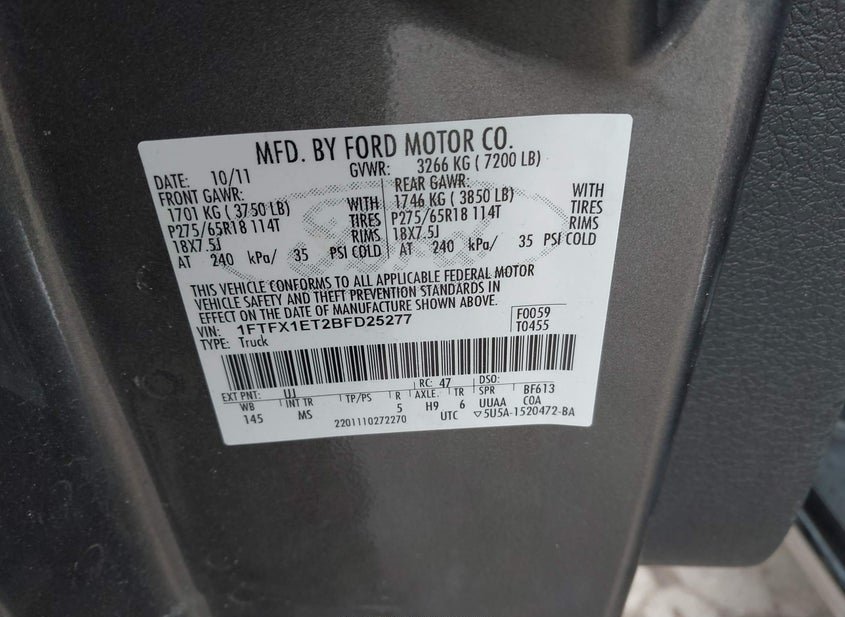 MFD. BY FORD MOTOR CO.
DATE: 10/11 GVWR: 3266 KG ( 7200 LB)
FRONT GAWR: REAR GAWR:
1701 KG ( 3750 LB) WITH 1746 KG ( 3850 LB) WITH
P275/65R18 114T TIRES P275/65R18 114T TIRES
18X7.5J RIMS 18X7.5J RIMS
AT 240 kPa/ 35 PSI COLD AT 240 kPa/ 35 PSI COLD
THIS VEHICLE CONFORMS TO ALL APPLICABLE FEDERAL MOTOR
VEHICLE SAFETY AND THEFT PREVENTION STANDARDS IN
EFFECT ON THE DATE OF MANUFACTURE SHOWN ABOVE.
VIN: 1FTFX1ET2BFD25277 F0059
TYPE: Truck T0455
EXT PNT: UJ RC: 47 DSO: BF613
WB INT TR TP/PS R AXLE TR SPR COA
145 MS 5 H9 6 UUAA
2201110272270 UTC ▽5U5A-1520472-BA